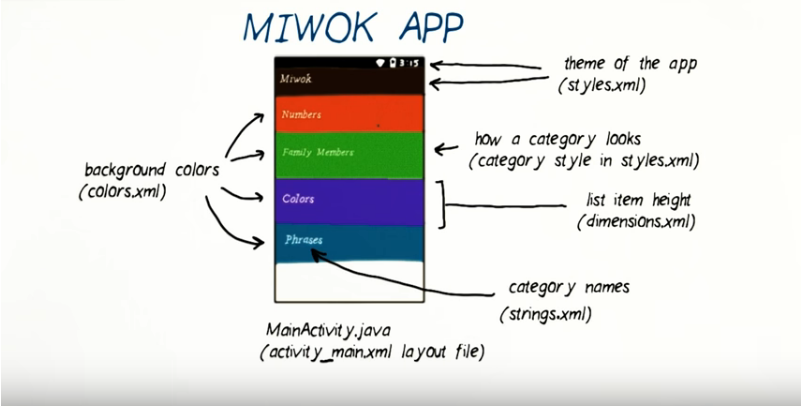 MIWOK APP
3:15
Miwok
Numbers
Family Members
Colors
Phrases
theme of the app
(styles.xml)
how a category looks
(category style in styles.xml)
background colors
(colors.xml)
list item height
(dimensions.xml)
category names
(strings.xml)
MainActivity.java
(activity_main.xml layout file)